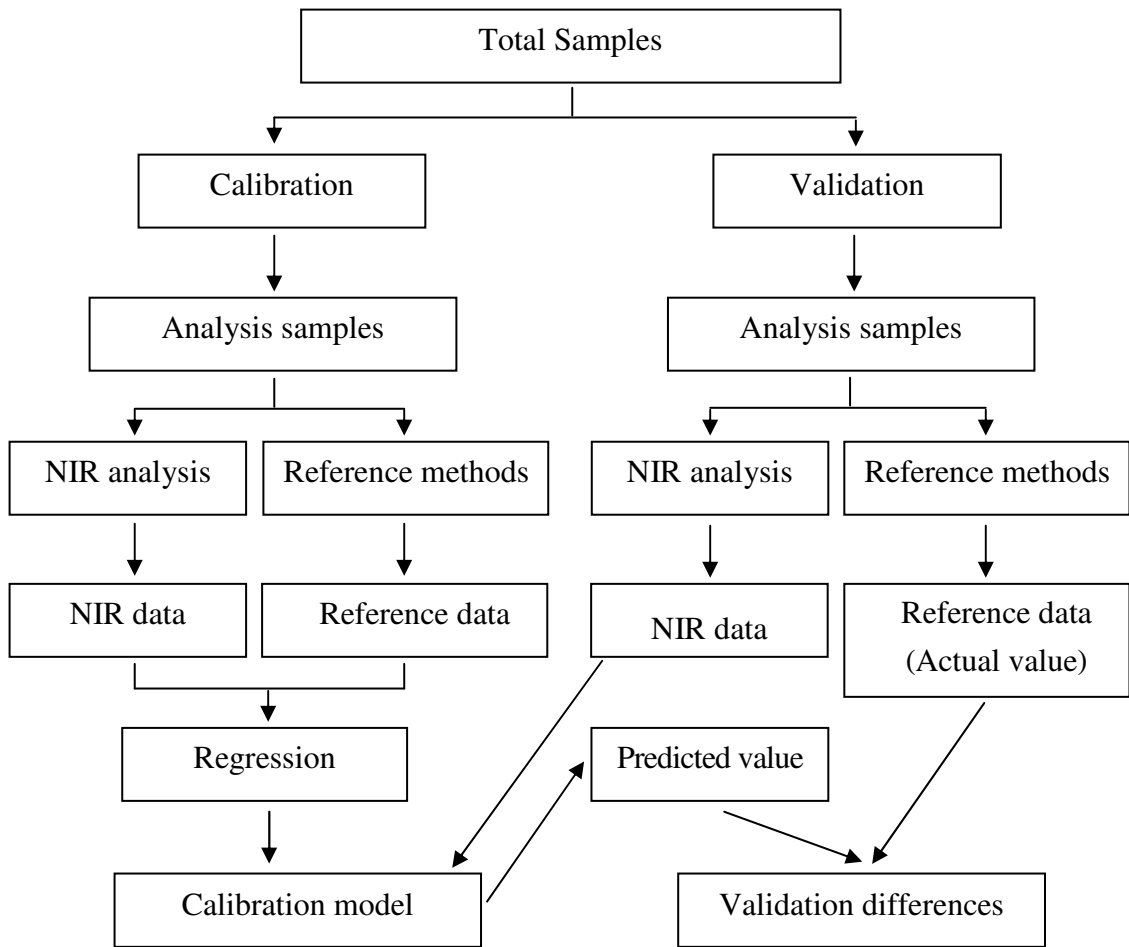 Total Samples
Calibration
Validation
Analysis samples
Analysis samples
NIR analysis
Reference methods
NIR analysis
Reference methods
NIR data
Reference data
NIR data
Reference data
(Actual value)
Regression
Predicted value
Calibration model
Validation differences